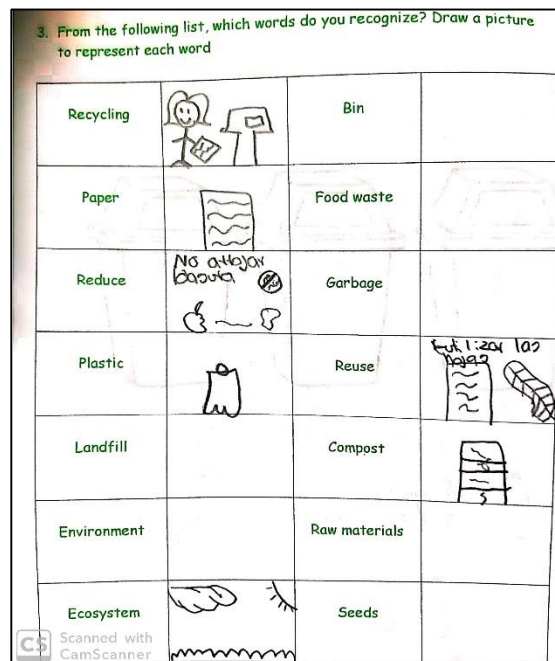 3. From the following list, which words do you recognize? Draw a picture
to represent each word
Recycling
Bin
Paper
Food waste
Reduce
No arrojar
basura
Garbage
Plastic
Reuse
las
hojas
Landfill
Compost
Environment
Raw materials
Ecosystem
Seeds
CS
Scanned with
CamScanner